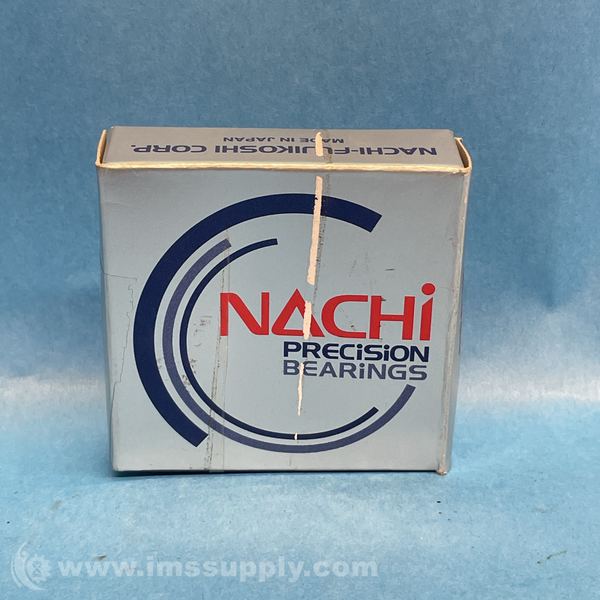 NACHI-FUJIKOSHI CORP.
MADE IN JAPAN
NACHi
PRECiSiON
BEARiNGS
www.imssupply.com